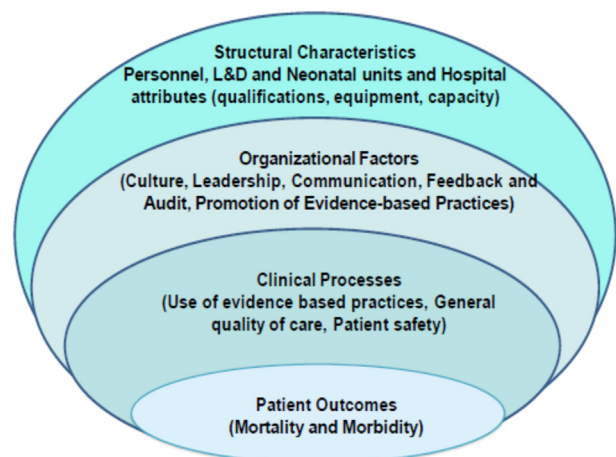 Structural Characteristics
Personnel, L&D and Neonatal units and Hospital
attributes (qualifications, equipment, capacity)
Organizational Factors
(Culture, Leadership, Communication, Feedback and
Audit, Promotion of Evidence-based Practices)
Clinical Processes
(Use of evidence based practices, General
quality of care, Patient safety)
Patient Outcomes
(Mortality and Morbidity)